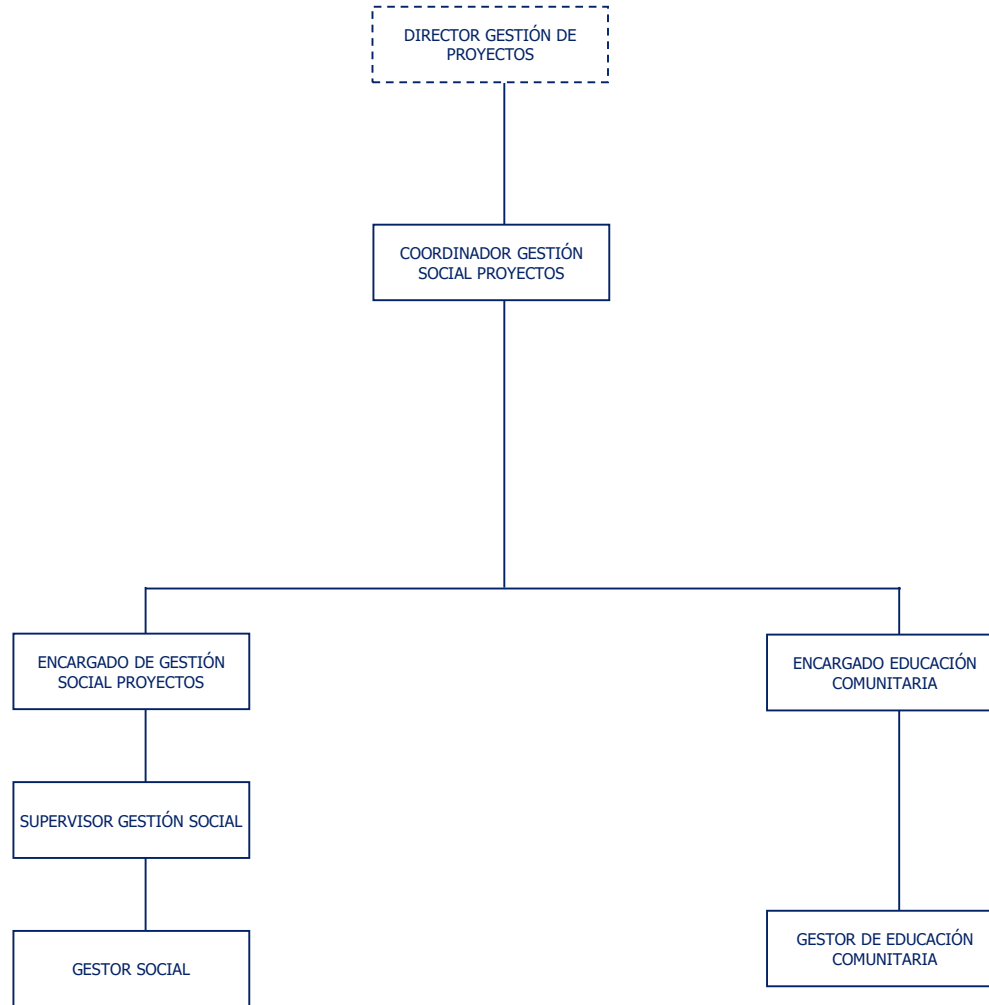 DIRECTOR GESTIÓN DE
PROYECTOS
COORDINADOR GESTIÓN
SOCIAL PROYECTOS
ENCARGADO DE GESTIÓN
SOCIAL PROYECTOS
ENCARGADO EDUCACIÓN
COMUNITARIA
SUPERVISOR GESTIÓN SOCIAL
GESTOR SOCIAL
GESTOR DE EDUCACIÓN
COMUNITARIA